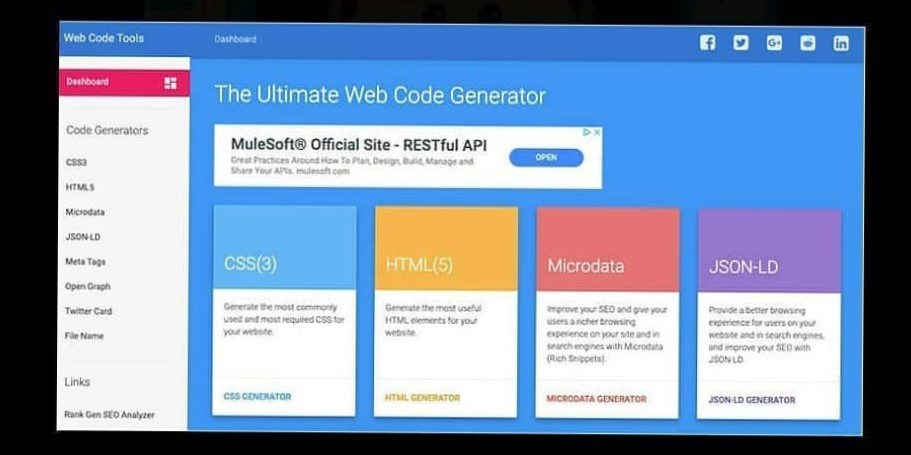 Web Code Tools
Dashboard
Dashboard
Code Generators
CSS3
HTML5
Microdata
JSON-LD
Meta Tags
Open Graph
Twitter Card
File Name
Links
Rank Gen SEO Analyzer
The Ultimate Web Code Generator
MuleSoft® Official Site - RESTful API
Great Practices Around How To Plan, Design, Build, Manage and
Share Your APIs. mulesoft.com
OPEN
CSS(3)
Generate the most commonly
used and most required CSS for
your website.
CSS GENERATOR
HTML(5)
Generate the most useful
HTML elements for your
website.
HTML GENERATOR
Microdata
Improve your SEO and give your
users a richer browsing
experience on your site and in
search engines with Microdata
(Rich Snippets).
MICRODATA GENERATOR
JSON-LD
Provide a better browsing
experience for users on your
website and in search engines,
and improve your SEO with
JSON-LD.
JSON-LD GENERATOR